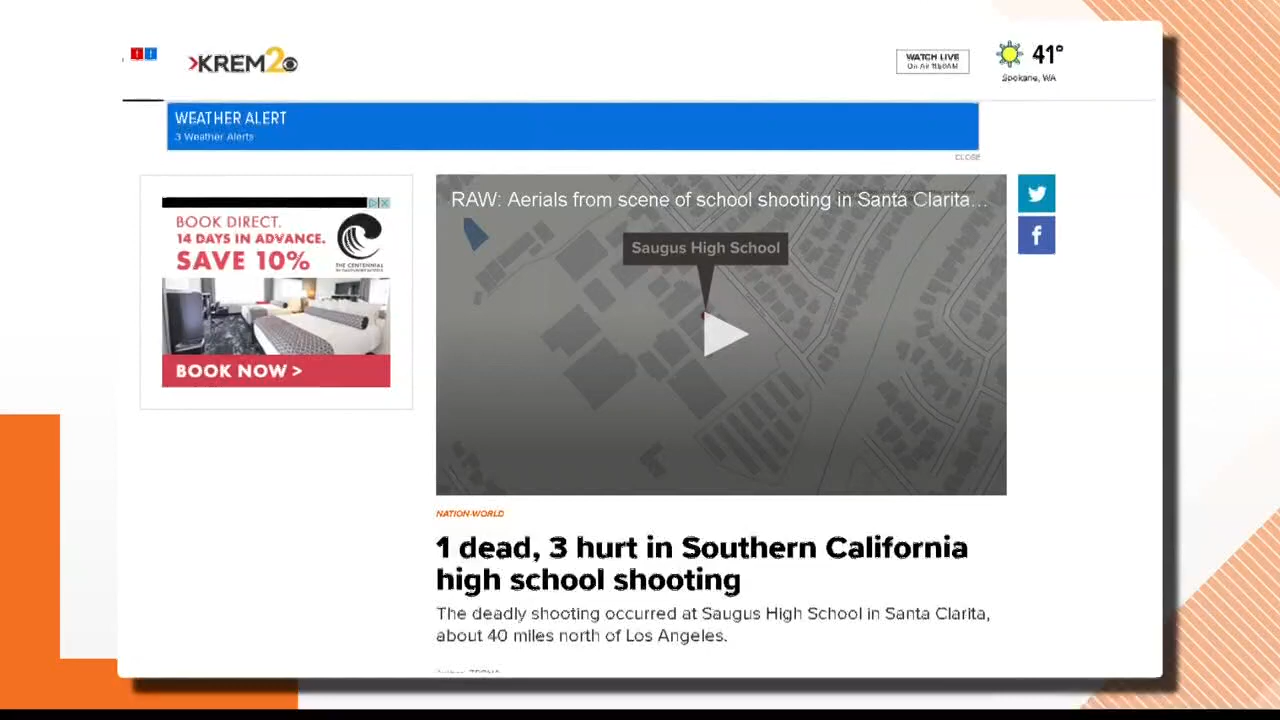 KREM2
WATCH LIVE
41°
Spokane, WA
WEATHER ALERT
3 Weather Alerts
CLOSE
BOOK DIRECT.
14 DAYS IN ADVANCE.
SAVE 10%
THE CENTENNIAL
BOOK NOW >
RAW: Aerials from scene of school shooting in Santa Clarita...
Saugus High School
NATION-WORLD
1 dead, 3 hurt in Southern California
high school shooting
The deadly shooting occurred at Saugus High School in Santa Clarita,
about 40 miles north of Los Angeles.